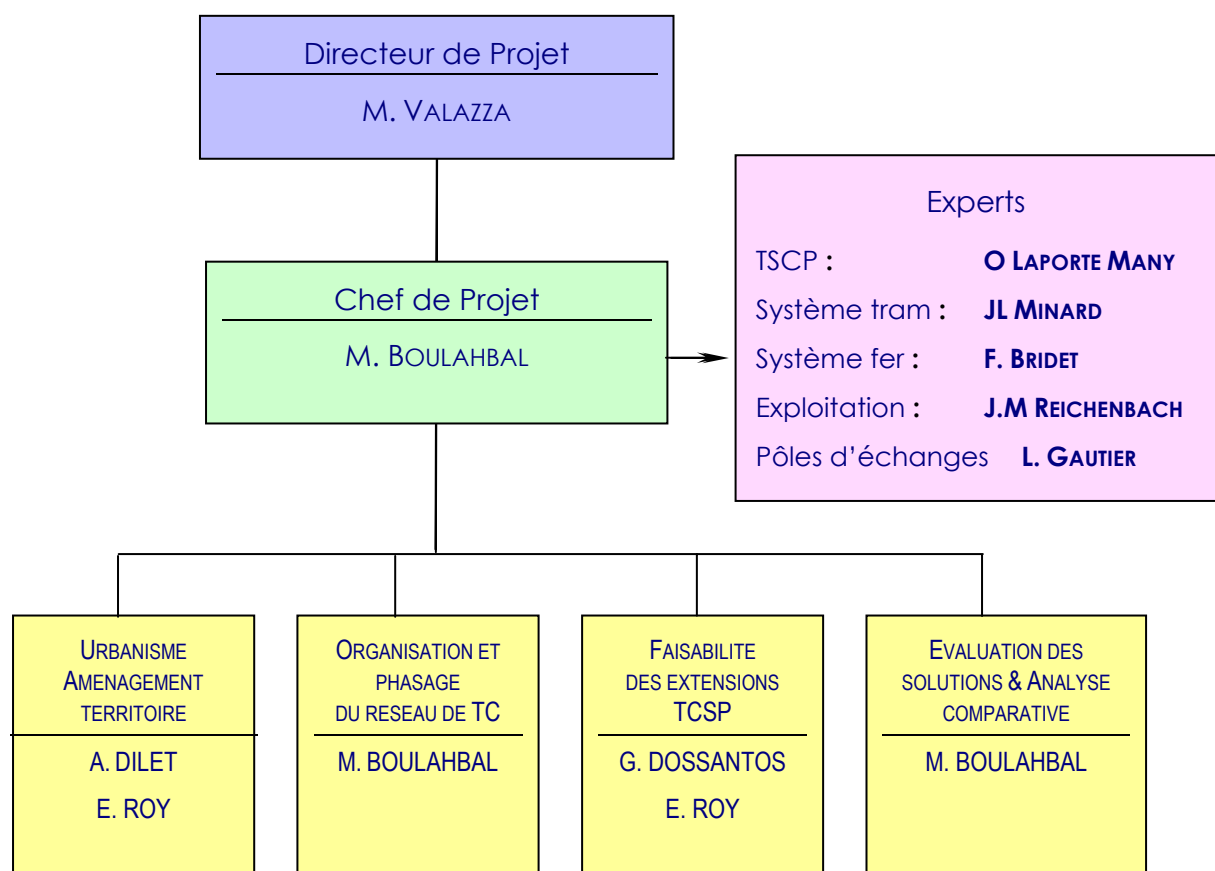 Directeur de Projet
M. VALAZZA
Chef de Projet
M. BOULAHBAL
Experts
TSCP : O LAPORTE MANY
Système tram : JL MINARD
Système fer : F. BRIDET
Exploitation : J.M REICHENBACH
Pôles d’échanges L. GAUTIER
URBANISME
AMENAGEMENT
TERRITOIRE
A. DILET
E. ROY
ORGANISATION ET
PHASAGE
DU RESEAU DE TC
M. BOULAHBAL
FAISABILITE
DES EXTENSIONS
TCSP
G. DOSSANTOS
E. ROY
EVALUATION DES
SOLUTIONS & ANALYSE
COMPARATIVE
M. BOULAHBAL